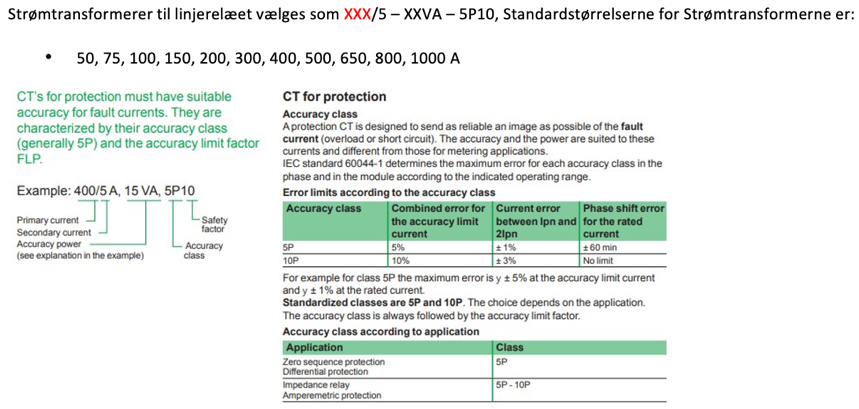 Strømtransformerer til linjerelæet vælges som XXX/5 – XXVA – 5P10, Standardstørrelserne for Strømtransformerne er:
• 50, 75, 100, 150, 200, 300, 400, 500, 650, 800, 1000 A
CT's for protection must have suitable
accuracy for fault currents. They are
characterized by their accuracy class
(generally 5P) and the accuracy limit factor
FLP.
Example: 400/5 A, 15 VA, 5P10
Primary current
Secondary current
Accuracy power
(see explanation in the example)
Safety
factor
Accuracy
class
CT for protection
Accuracy class
A protection CT is designed to send as reliable an image as possible of the fault
current (overload or short circuit). The accuracy and the power are suited to these
currents and different from those for metering applications.
IEC standard 60044-1 determines the maximum error for each accuracy class in the
phase and in the module according to the indicated operating range.
Error limits according to the accuracy class
Accuracy class
Combined error for
the accuracy limit
current
Current error
between Ipn and
2Ipn
Phase shift error
for the rated
current
5P 5% ± 1% ± 60 min
10P 10% ± 3% No limit
For example for class 5P the maximum error is y ± 5% at the accuracy limit current
and y ± 1% at the rated current.
Standardized classes are 5P and 10P. The choice depends on the application.
The accuracy class is always followed by the accuracy limit factor.
Accuracy class according to application
Application Class
Zero sequence protection 5P
Differential protection
Impedance relay 5P - 10P
Amperemetric protection